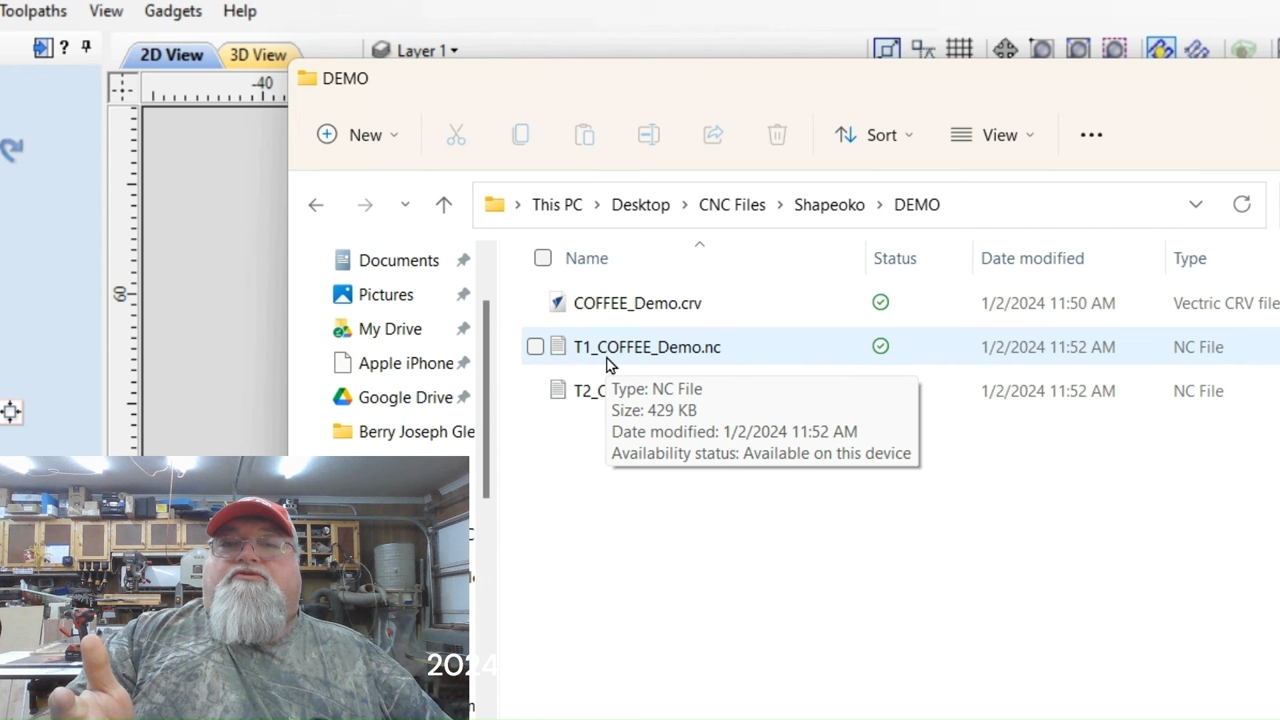 Toolpaths View Gadgets Help
2D View 3D View Layer 1
-40
60
DEMO
New Sort View
This PC > Desktop > CNC Files > Shapeoko > DEMO
Name Status Date modified Type
Documents
Pictures
My Drive
Apple iPhone
Google Drive
Berry Joseph Gle
COFFEE_Demo.crv 1/2/2024 11:50 AM Vectric CRV file
T1_COFFEE_Demo.nc 1/2/2024 11:52 AM NC File
T2_C 1/2/2024 11:52 AM NC File
Type: NC File
Size: 429 KB
Date modified: 1/2/2024 11:52 AM
Availability status: Available on this device
2024